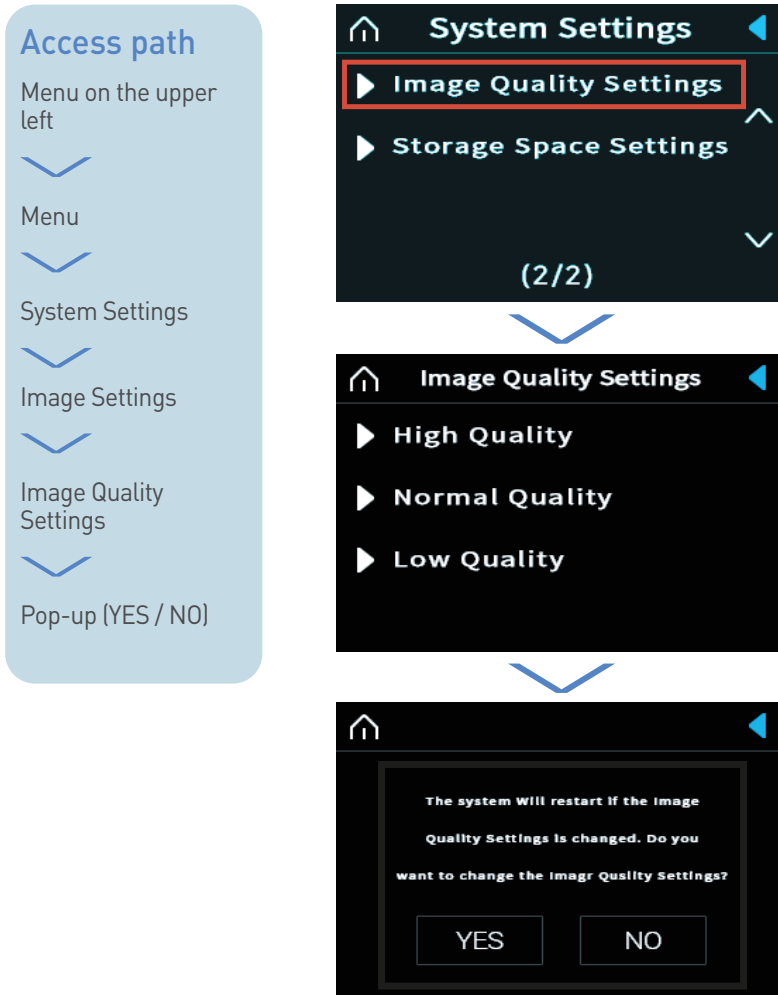 Access path
Menu on the upper
left
Menu
System Settings
Image Settings
Image Quality
Settings
Pop-up (YES / NO)
System Settings
Image Quality Settings
Storage Space Settings
(2/2)
Image Quality Settings
High Quality
Normal Quality
Low Quality
The system Will restart if the Image
Quality Settings is changed. Do you
want to change the Imagr Quslity Settings?
YES NO